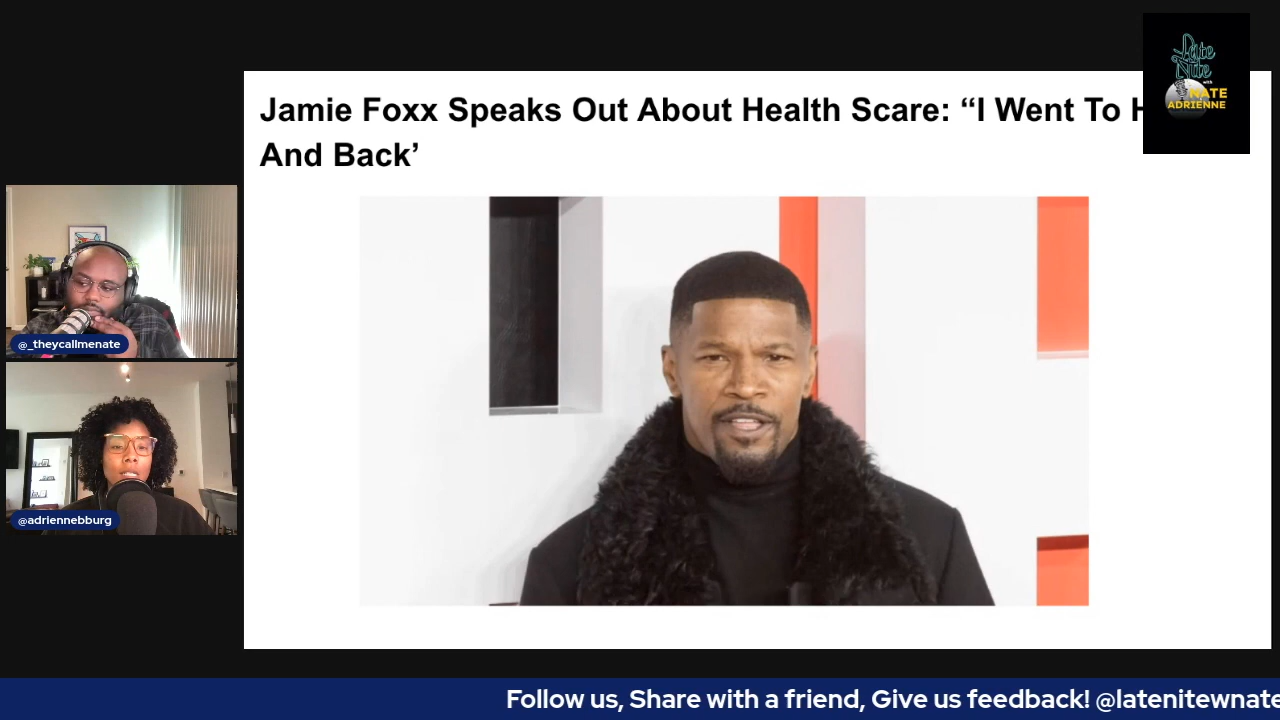 Jamie Foxx Speaks Out About Health Scare: “I Went To H
And Back’
Late
Nite
with
NATE
ADRIENNE
@_theycallmenate
@adriennebburg
Follow us, Share with a friend, Give us feedback! @latenitewnate